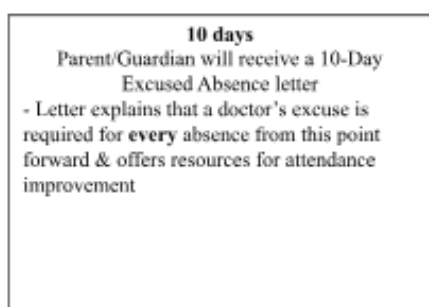 10 days
Parent/Guardian will receive a 10-Day
Excused Absence letter
- Letter explains that a doctor's excuse is
required for every absence from this point
forward & offers resources for attendance
improvement